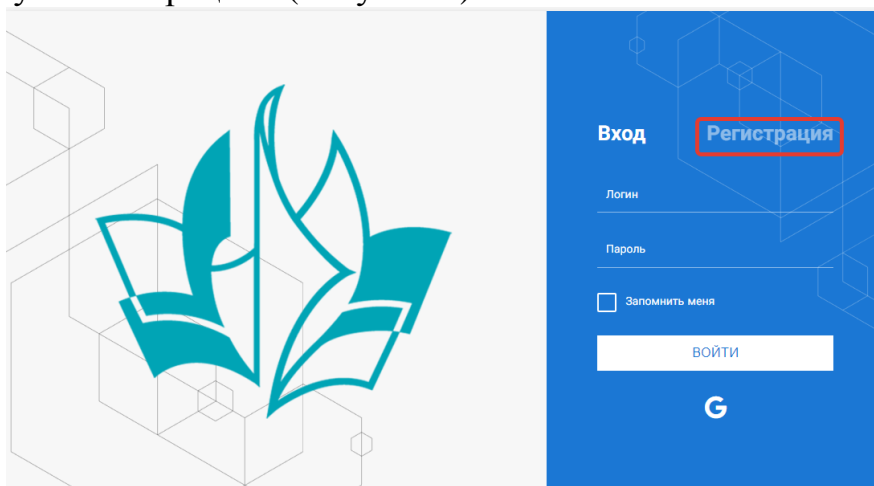 Вход Регистрация
Логин
Пароль
Запомнить меня
ВОЙТИ
G